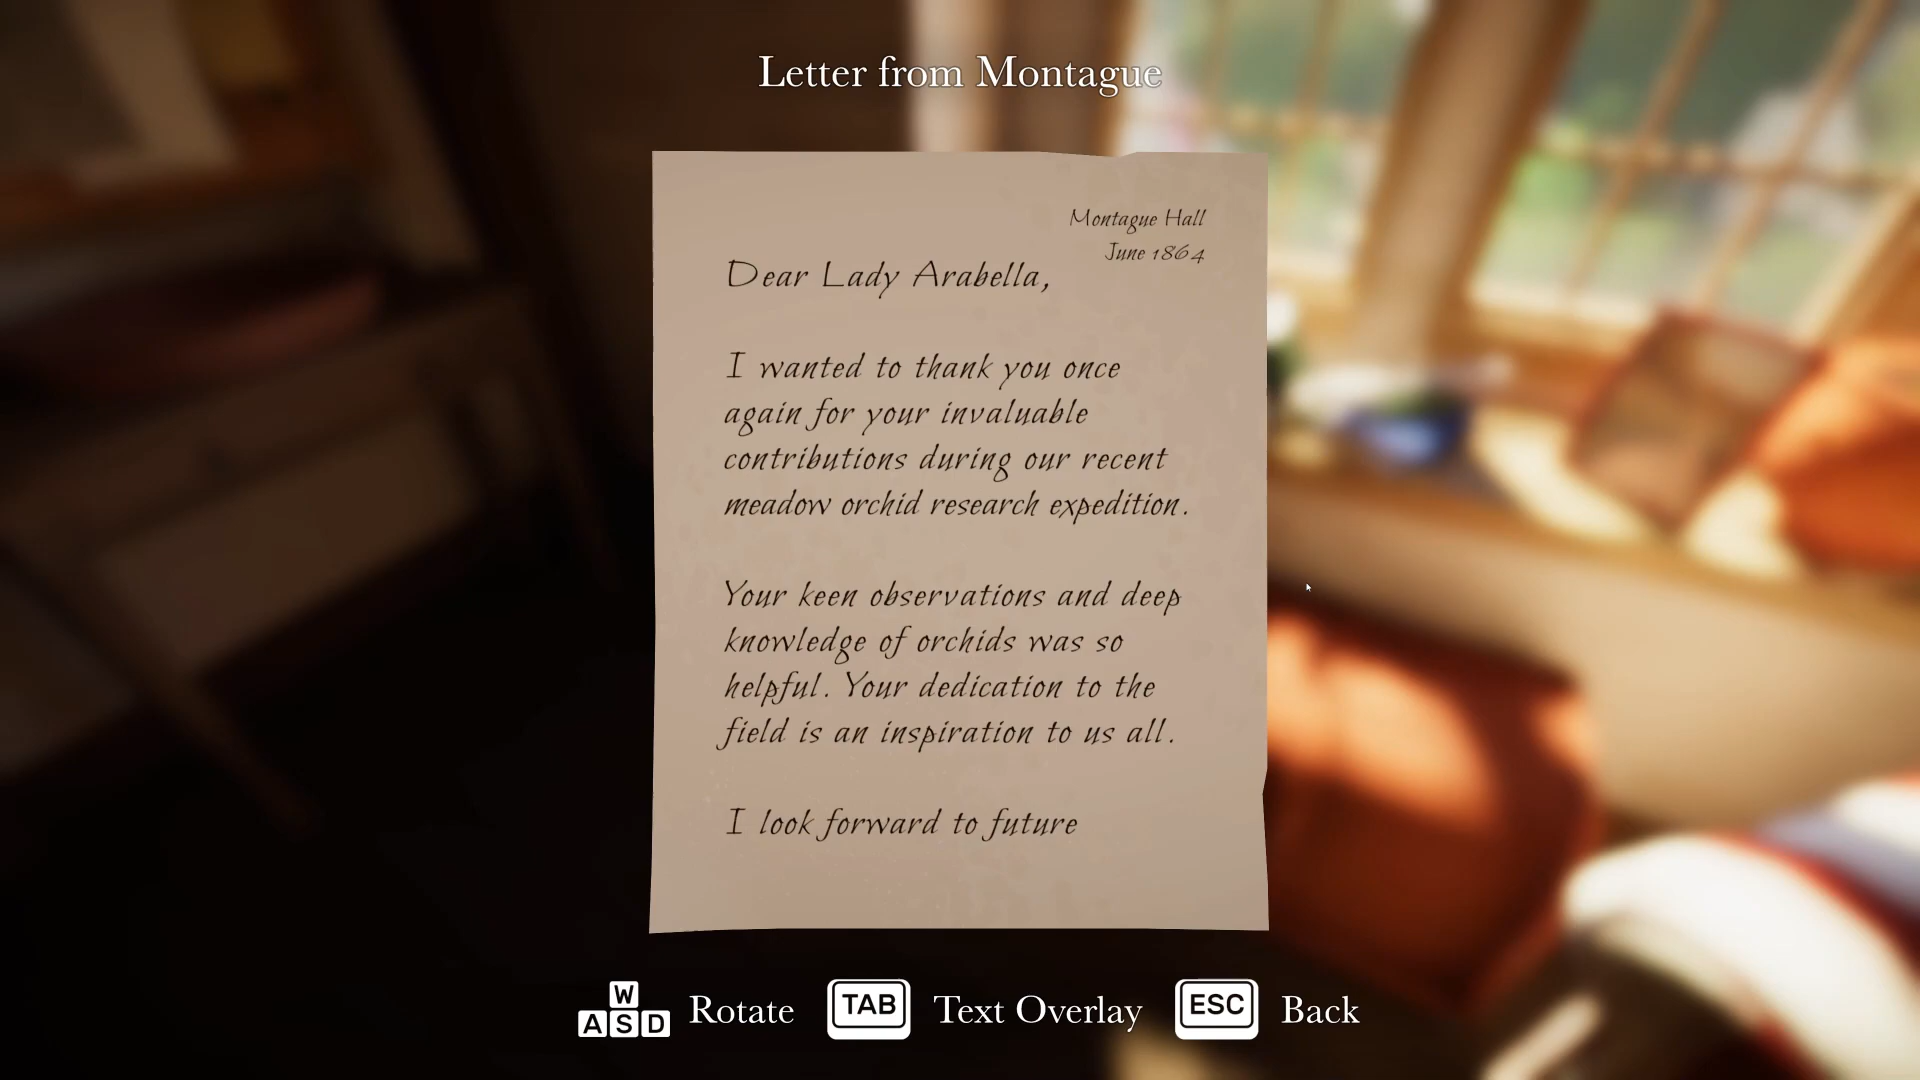 Letter from Montague
Montague Hall
June 1864
Dear Lady Arabella,
I wanted to thank you once
again for your invaluable
contributions during our recent
meadow orchid research expedition.
Your keen observations and deep
knowledge of orchids was so
helpful. Your dedication to the
field is an inspiration to us all.
I look forward to future
W
A S D Rotate TAB Text Overlay ESC Back